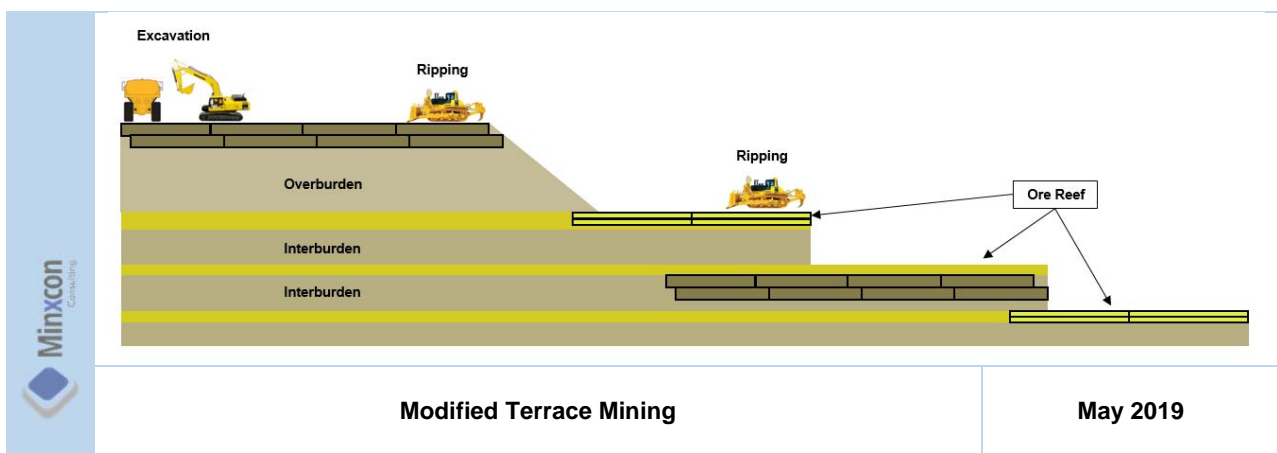 Excavation
Ripping
Ripping
Overburden
Ore Reef
Interburden
Interburden
Minxcon
Consulting
Modified Terrace Mining
May 2019